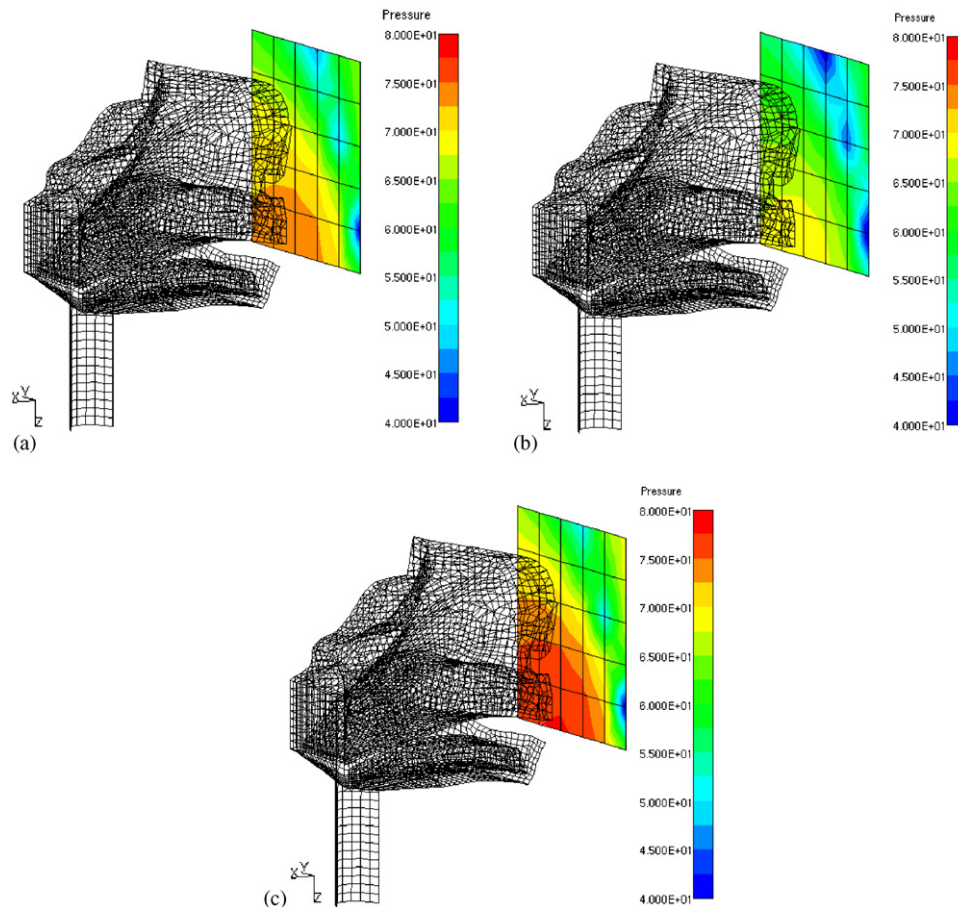 Pressure
8.000E+01
7.500E+01
7.000E+01
6.500E+01
6.000E+01
5.500E+01
5.000E+01
4.500E+01
4.000E+01
X Y
Z
(a)
Pressure
8.000E+01
7.500E+01
7.000E+01
6.500E+01
6.000E+01
5.500E+01
5.000E+01
4.500E+01
4.000E+01
X Y
Z
(b)
Pressure
8.000E+01
7.500E+01
7.000E+01
6.500E+01
6.000E+01
5.500E+01
5.000E+01
4.500E+01
4.000E+01
X Y
Z
(c)